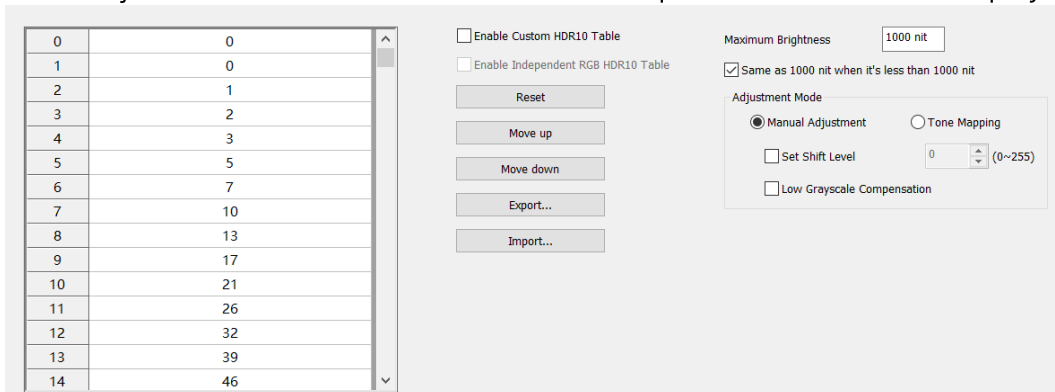 0 0
1 0
2 1
3 2
4 3
5 5
6 7
7 10
8 13
9 17
10 21
11 26
12 32
13 39
14 46
Enable Custom HDR10 Table
Enable Independent RGB HDR10 Table
Reset
Move up
Move down
Export...
Import...
Maximum Brightness 1000 nit
Same as 1000 nit when it's less than 1000 nit
Adjustment Mode
Manual Adjustment Tone Mapping
Set Shift Level 0 (0~255)
Low Grayscale Compensation